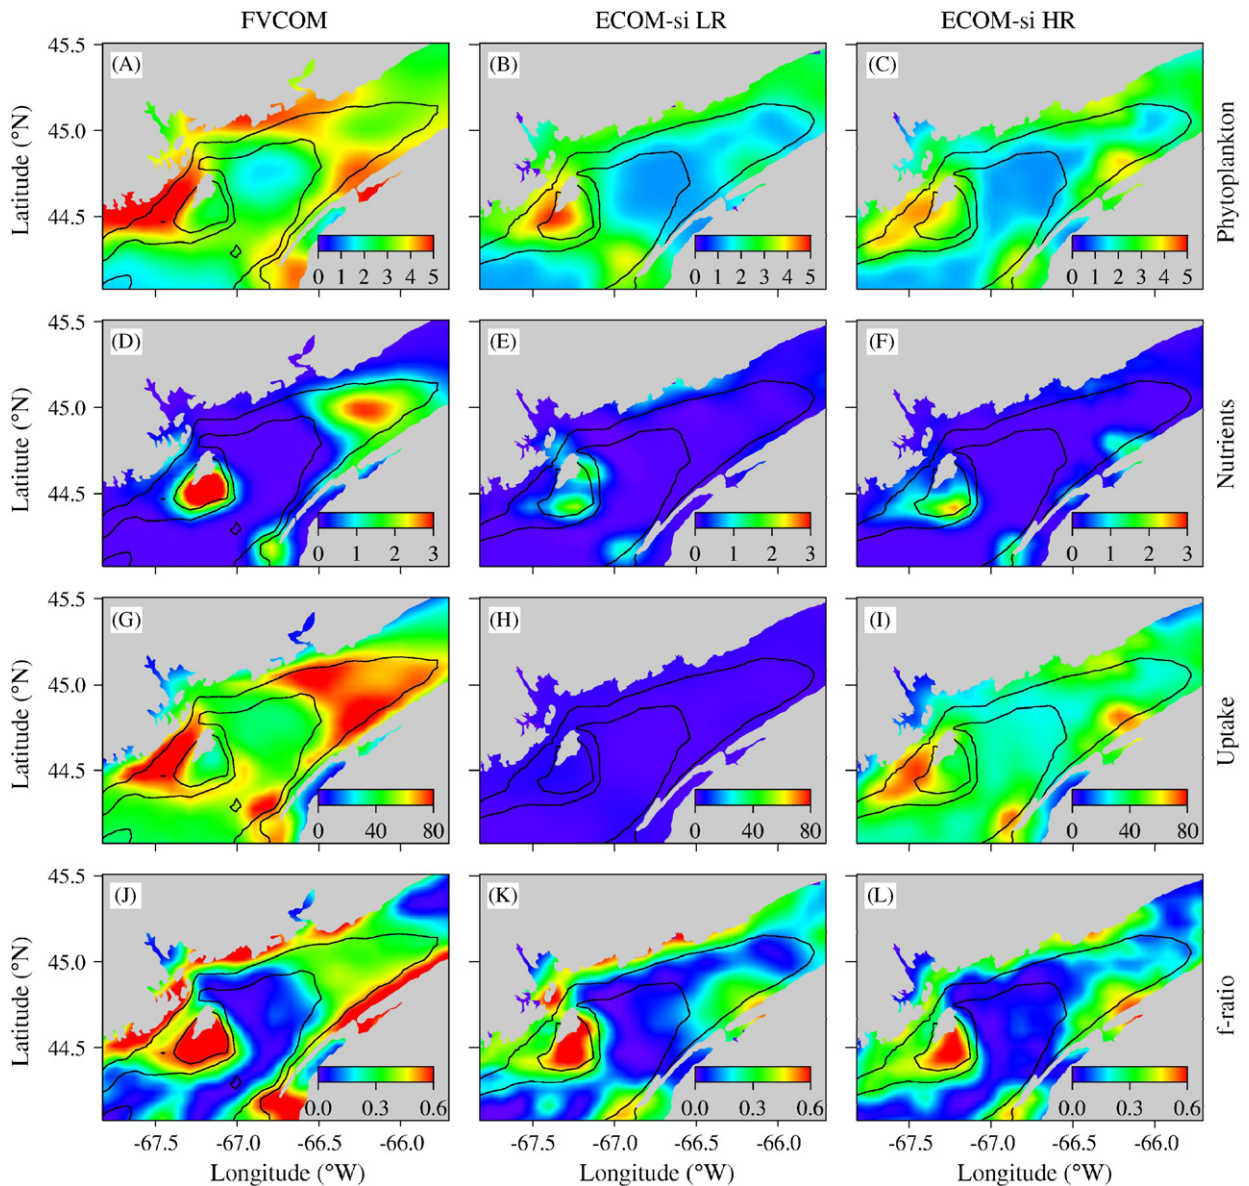 FVCOM ECOM-si LR ECOM-si HR
45.5
(A) (B) (C)
45.0
44.5
Latitude (°N)
Phytoplankton
0 1 2 3 4 5 0 1 2 3 4 5 0 1 2 3 4 5
45.5
(D) (E) (F)
45.0
44.5
Latitute (°N)
Nutrients
0 1 2 3 0 1 2 3 0 1 2 3
45.5
(G) (H) (I)
45.0
44.5
Latitude (°N)
Uptake
0 40 80 0 40 80 0 40 80
45.5
(J) (K) (L)
45.0
44.5
Latitude (°N)
f-ratio
0.0 0.3 0.6 0.0 0.3 0.6 0.0 0.3 0.6
-67.5 -67.0 -66.5 -66.0 -67.5 -67.0 -66.5 -66.0 -67.5 -67.0 -66.5 -66.0
Longitude (°W) Longitude (°W) Longitude (°W)